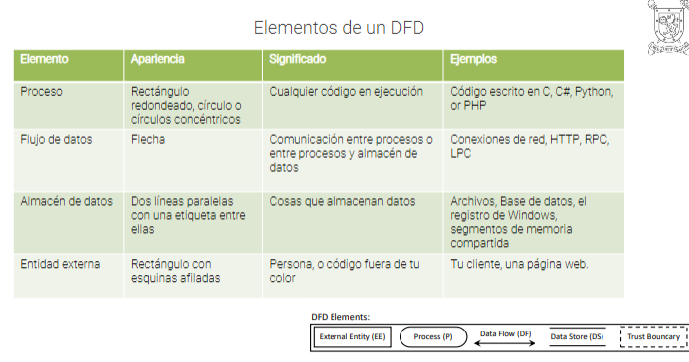 Elementos de un DFD
Elemento Apariencia Significado Ejemplos
Proceso Rectángulo redondeado, círculo o círculos concéntricos Cualquier código en ejecución Código escrito en C, C#, Python, or PHP
Flujo de datos Flecha Comunicación entre procesos o entre procesos y almacén de datos Conexiones de red, HTTP, RPC, LPC
Almacén de datos Dos líneas paralelas con una etiqueta entre ellas Cosas que almacenan datos Archivos, Base de datos, el registro de Windows, segmentos de memoria compartida
Entidad externa Rectángulo con esquinas afiladas Persona, o código fuera de tu color Tu cliente, una página web.
DFD Elements:
External Entity (EE) Process (P) Data Flow (DF) Data Store (DS) Trust Boundary